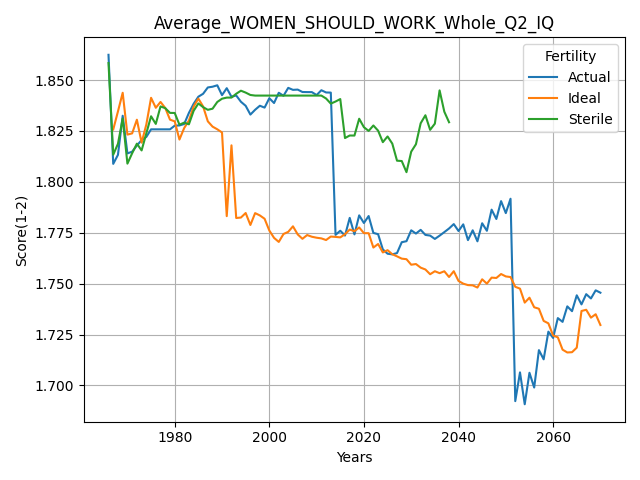 Average_WOMEN_SHOULD_WORK_Whole_Q2_IQ
Fertility
Actual
Ideal
Sterile
Score(1-2)
1.850
1.825
1.800
1.775
1.750
1.725
1.700
1980
2000
2020
2040
2060
Years